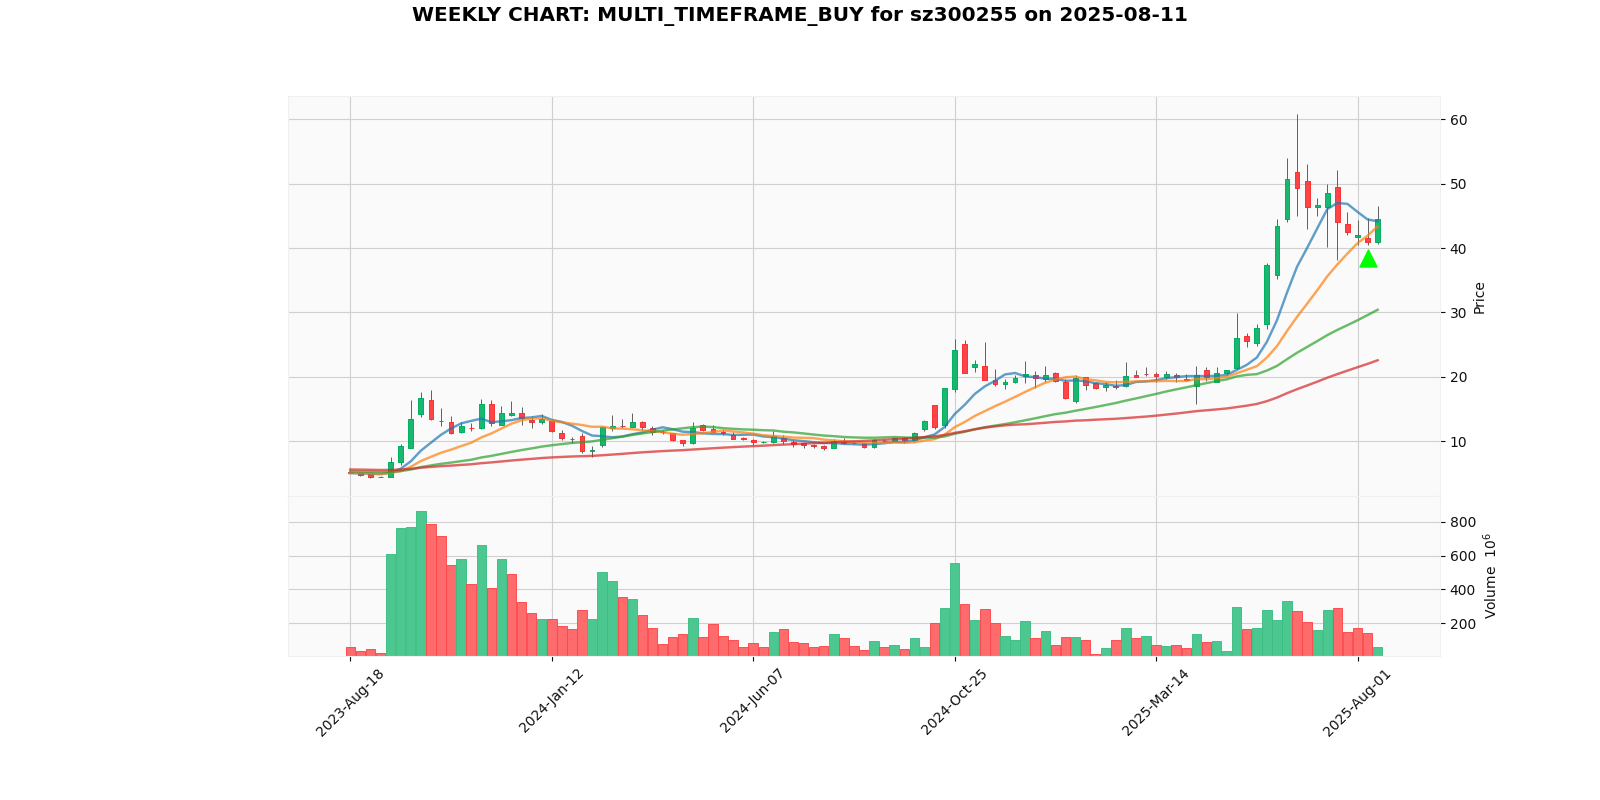 WEEKLY CHART: MULTI_TIMEFRAME_BUY for sz300255 on 2025-08-11
60
50
40
30
20
10
Price
800
600
400
200
Volume 10⁶
2023-Aug-18
2024-Jan-12
2024-Jun-07
2024-Oct-25
2025-Mar-14
2025-Aug-01